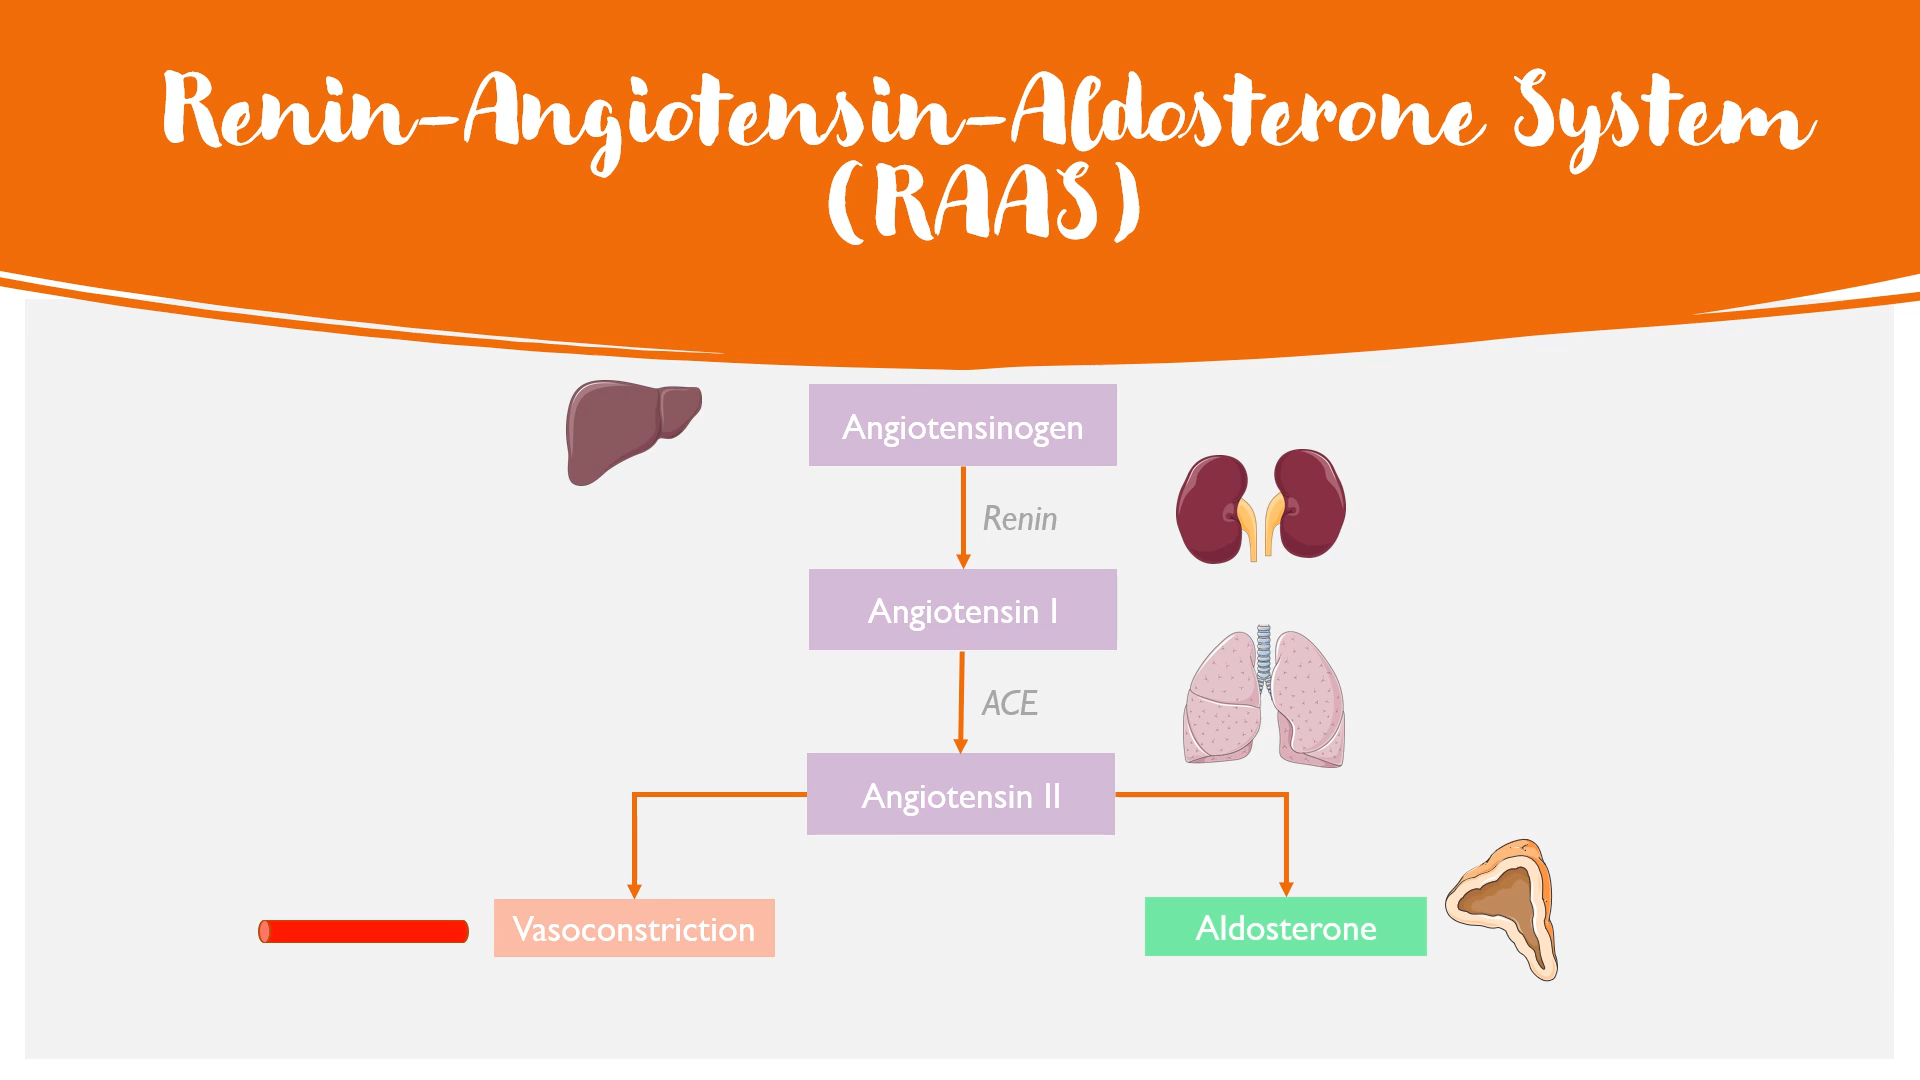 Renin-Angiotensin-Aldosterone System
(RAAS)
Angiotensinogen
Renin
Angiotensin I
ACE
Angiotensin II
Vasoconstriction
Aldosterone